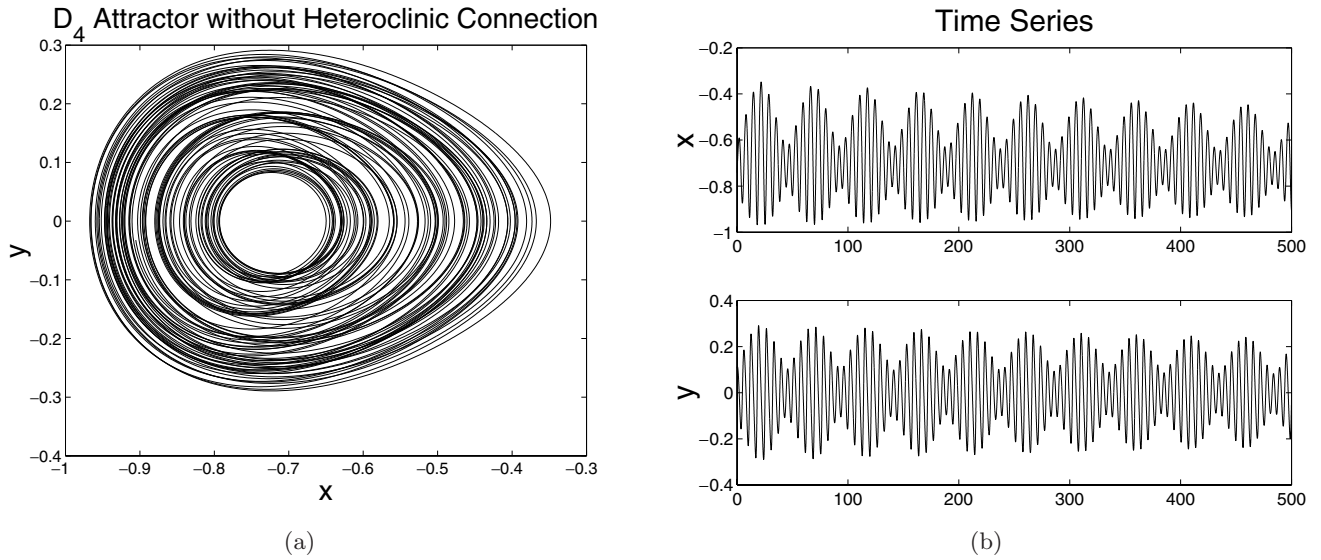 D4 Attractor without Heteroclinic Connection
0.3
0.2
0.1
0
−0.1
−0.2
−0.3
−0.4
y
−1 −0.9 −0.8 −0.7 −0.6 −0.5 −0.4 −0.3
x
(a)
Time Series
−0.2
−0.4
−0.6
−0.8
−1
x
0 100 200 300 400 500
0.4
0.2
0
−0.2
−0.4
y
0 100 200 300 400 500
(b)